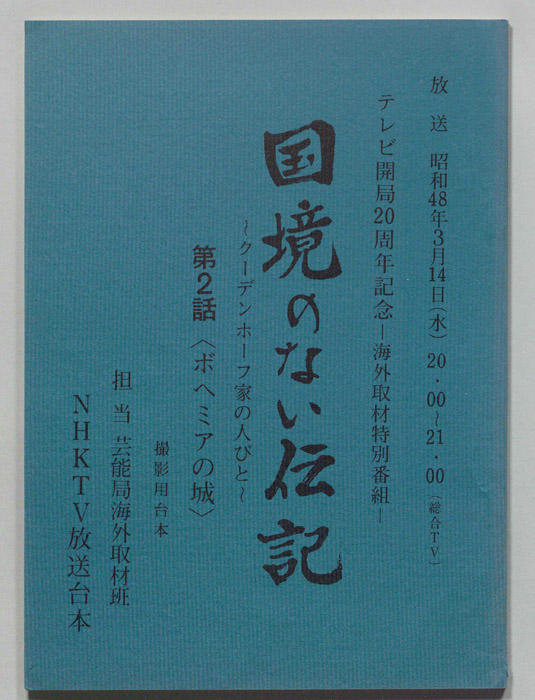 放送 昭和48年3月14日(水) 20・00〜21・00(総合TV)
テレビ開局20周年記念―海外取材特別番組―
国境のない伝記
〜クーデンホーフ家の人びと〜
第2話〈ボヘミアの城〉
撮影用台本
担当 芸能局海外取材班
NHKTV放送台本